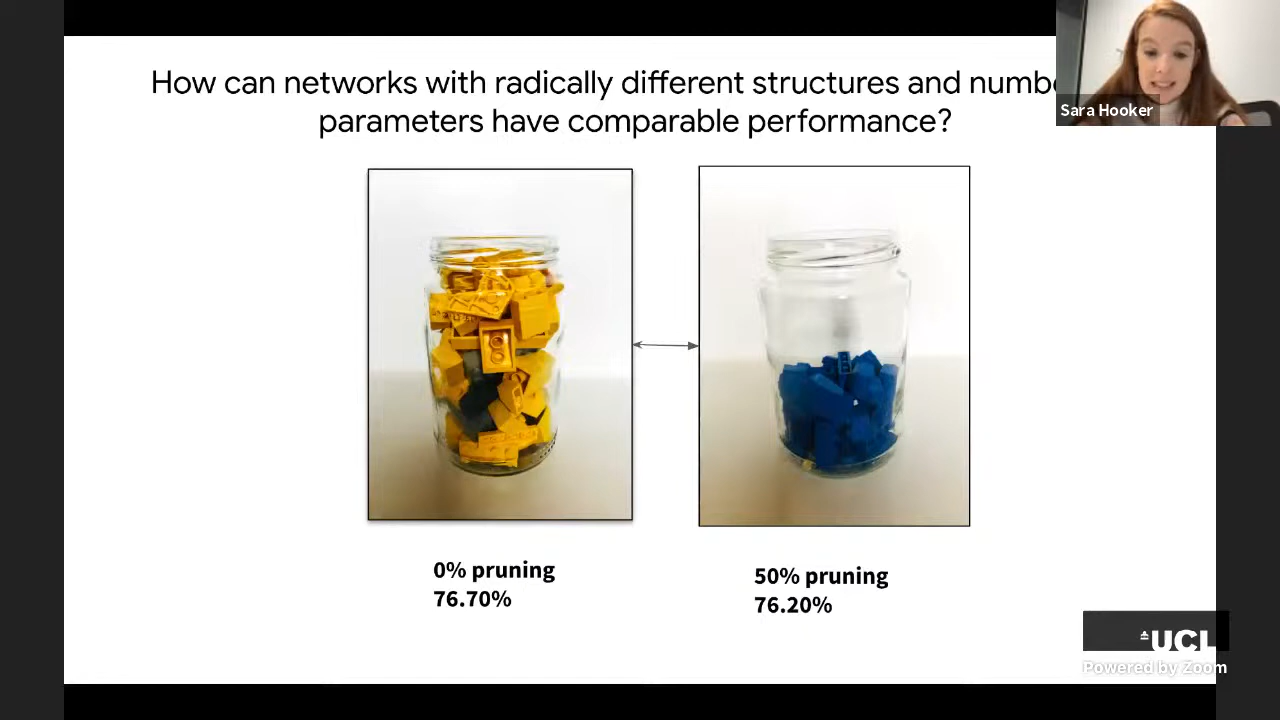 How can networks with radically different structures and
parameters have comparable performance?
Sara Hooker
0% pruning
76.70%
50% pruning
76.20%
UCL
Powered by Zoom